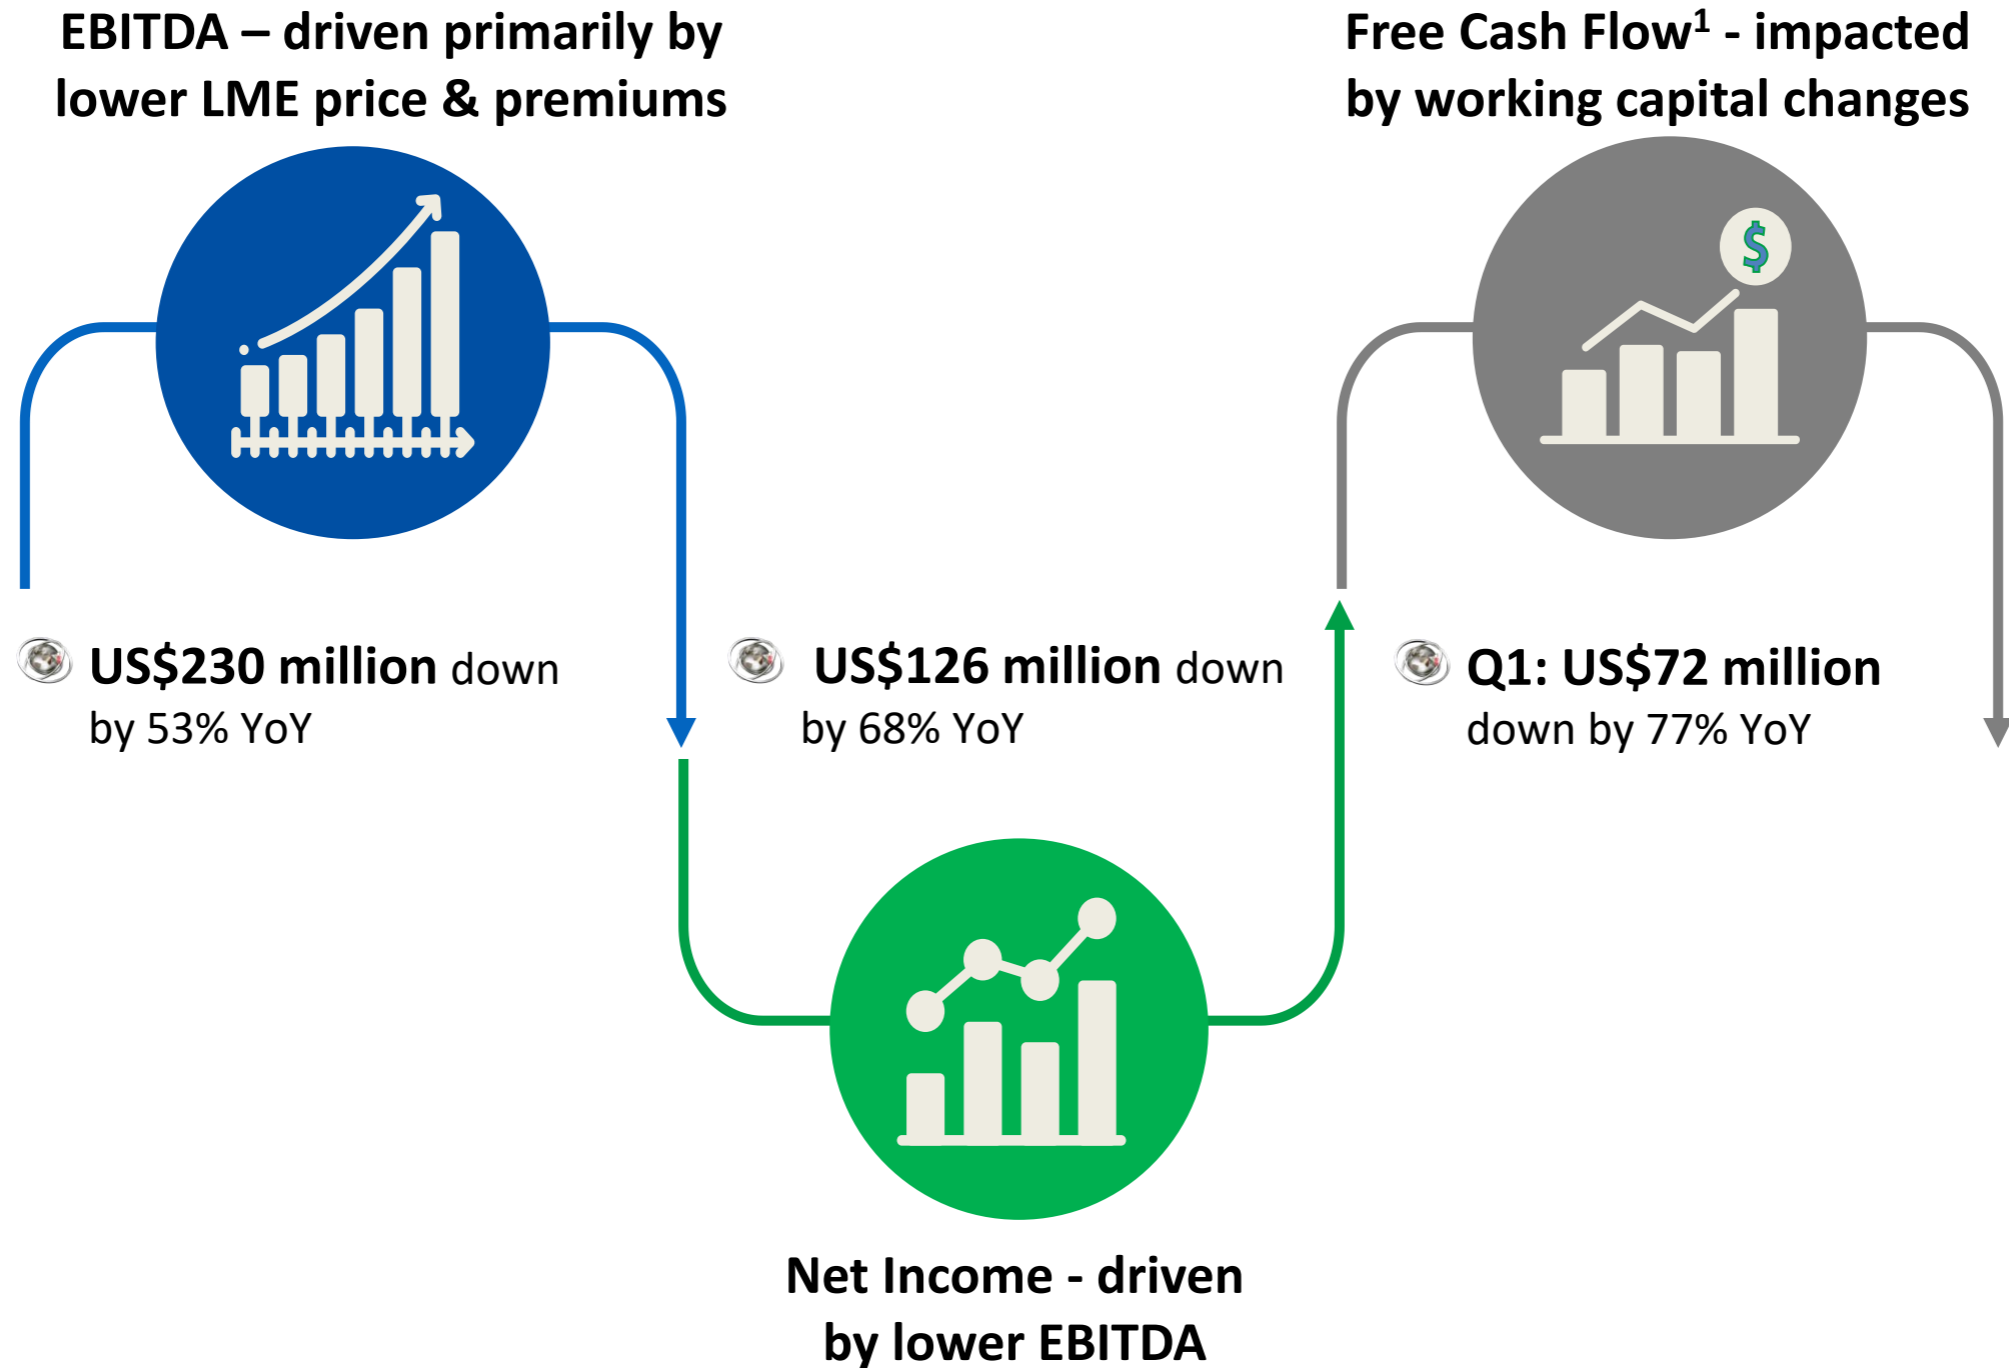 EBITDA – driven primarily by
lower LME price & premiums
Free Cash Flow¹ - impacted
by working capital changes
$
US$230 million down
by 53% YoY
US$126 million down
by 68% YoY
Q1: US$72 million
down by 77% YoY
Net Income - driven
by lower EBITDA